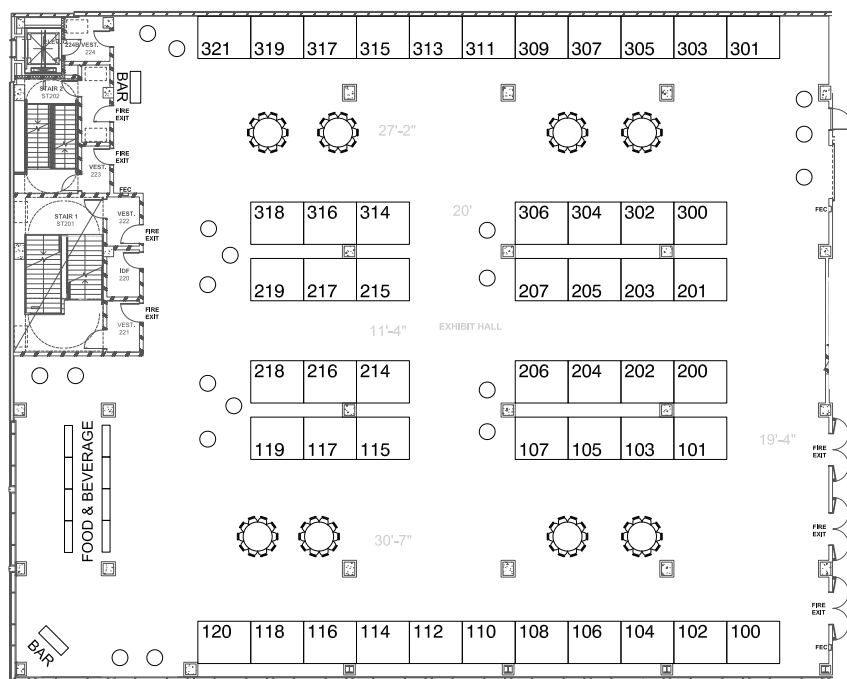 321 319 317 315 313 311 309 307 305 303 301
224B VEST.
224
BAR
STAIR 2
ST202
FIRE
EXIT
27'-2"
FIRE
EXIT
VEST.
223
FEC
FEC
STAIR 1
ST201
VEST.
222
FIRE
EXIT
318 316 314
20'
306 304 302 300
IDF
220
219 217 215
207 205 203 201
FIRE
EXIT
VEST.
221
11'-4"
EXHIBIT HALL
218 216 214
206 204 202 200
119 117 115
107 105 103 101
19'-4"
FIRE
EXIT
FOOD & BEVERAGE
30'-7"
FIRE
EXIT
FIRE
EXIT
BAR
120 118 116 114 112 110 108 106 104 102 100
FEC